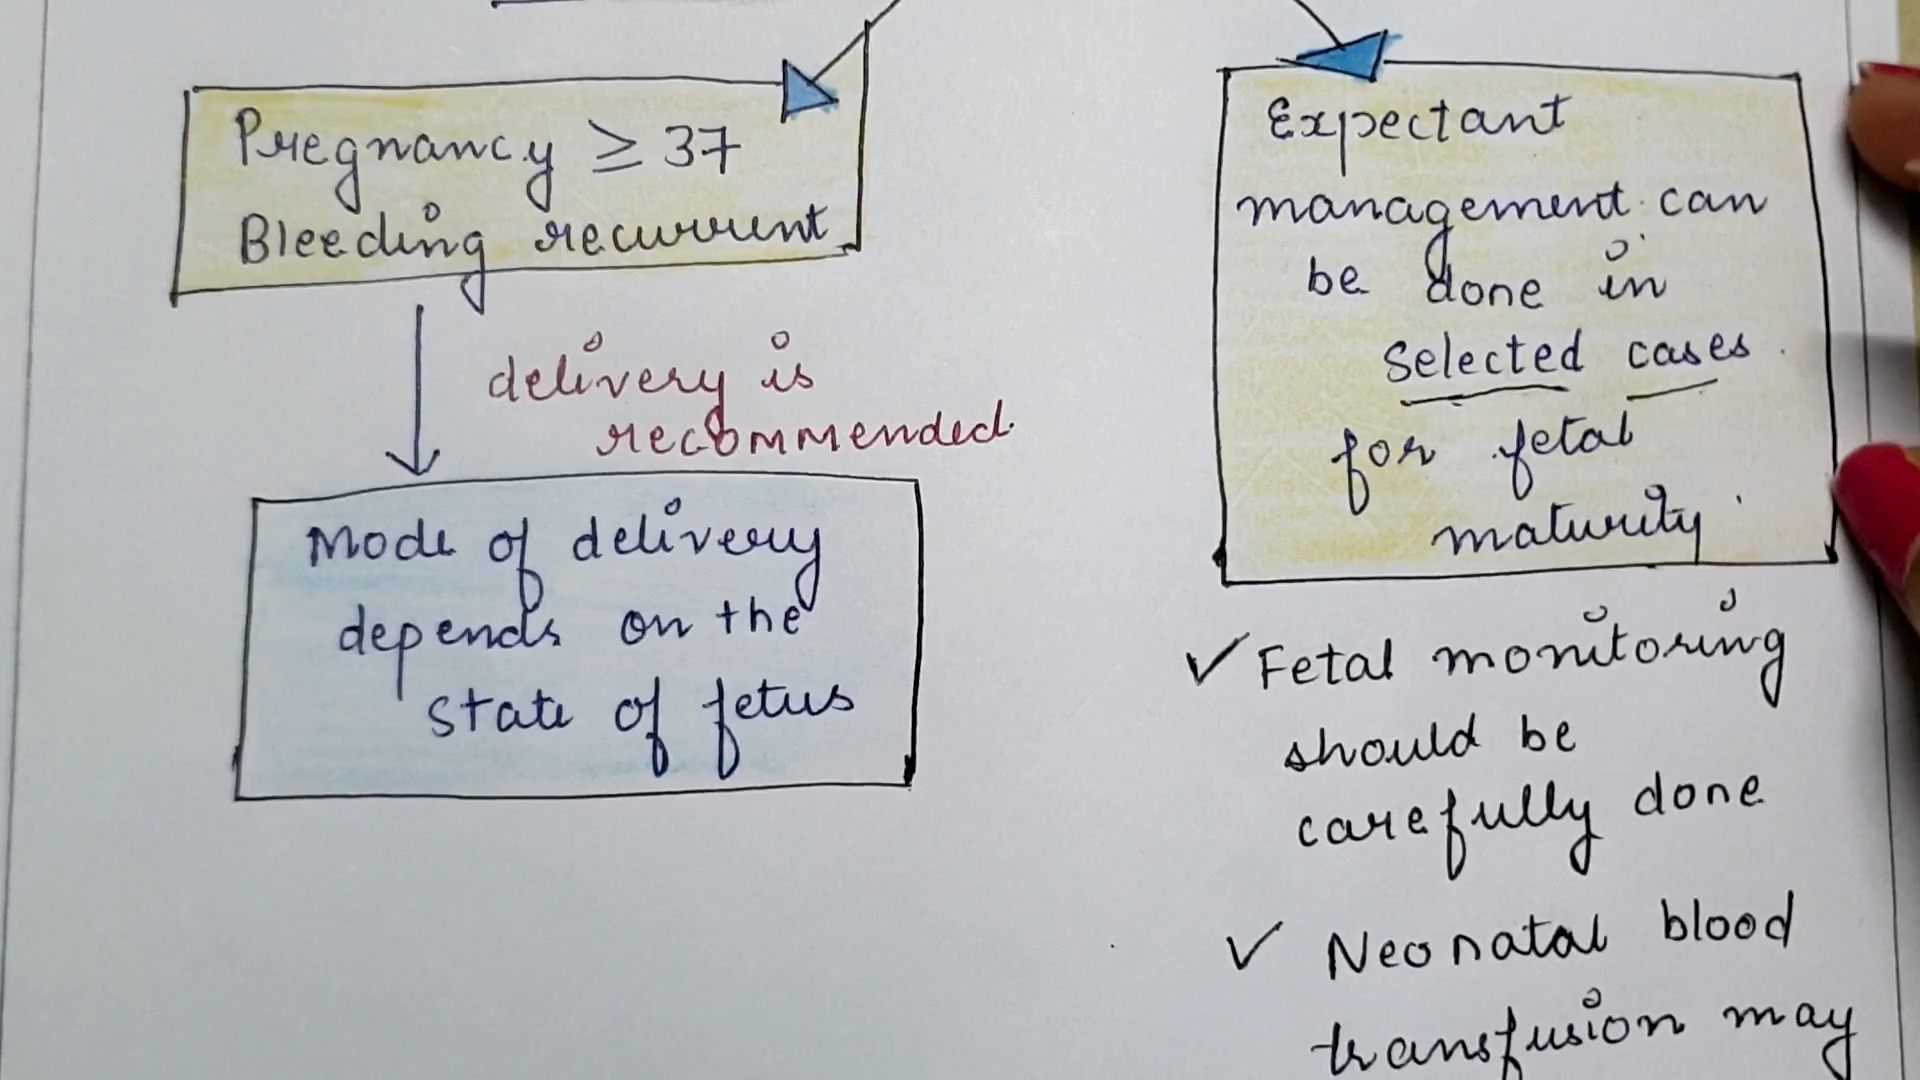 Pregnancy ≥ 37
Bleeding recurrent
delivery is
recommended.
Mode of delivery
depends on the
state of fetus
Expectant
management can
be done in
selected cases.
for fetal
maturity.
✓ Fetal monitoring
should be
carefully done
✓ Neonatal blood
transfusion may